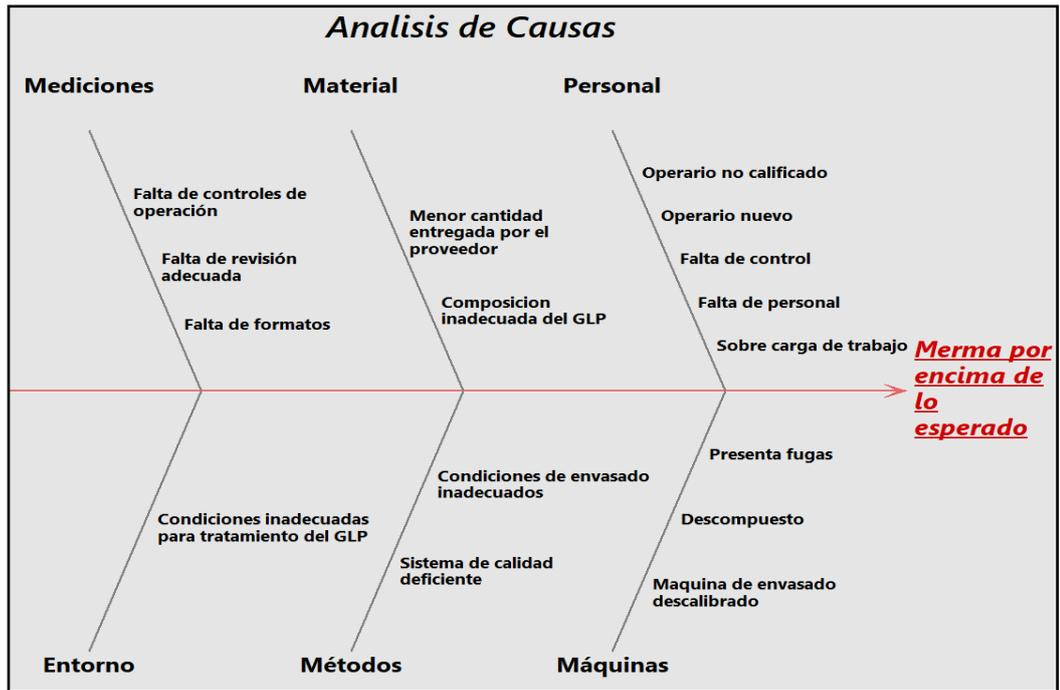 Analisis de Causas
Mediciones
Material
Personal
Falta de controles de
operación
Falta de revisión
adecuada
Falta de formatos
Menor cantidad
entregada por el
proveedor
Composicion
inadecuada del GLP
Operario no calificado
Operario nuevo
Falta de control
Falta de personal
Sobre carga de trabajo
Merma por
encima de
lo
esperado
Condiciones inadecuadas
para tratamiento del GLP
Condiciones de envasado
inadecuados
Sistema de calidad
deficiente
Presenta fugas
Descompuesto
Maquina de envasado
descalibrado
Entorno
Métodos
Máquinas